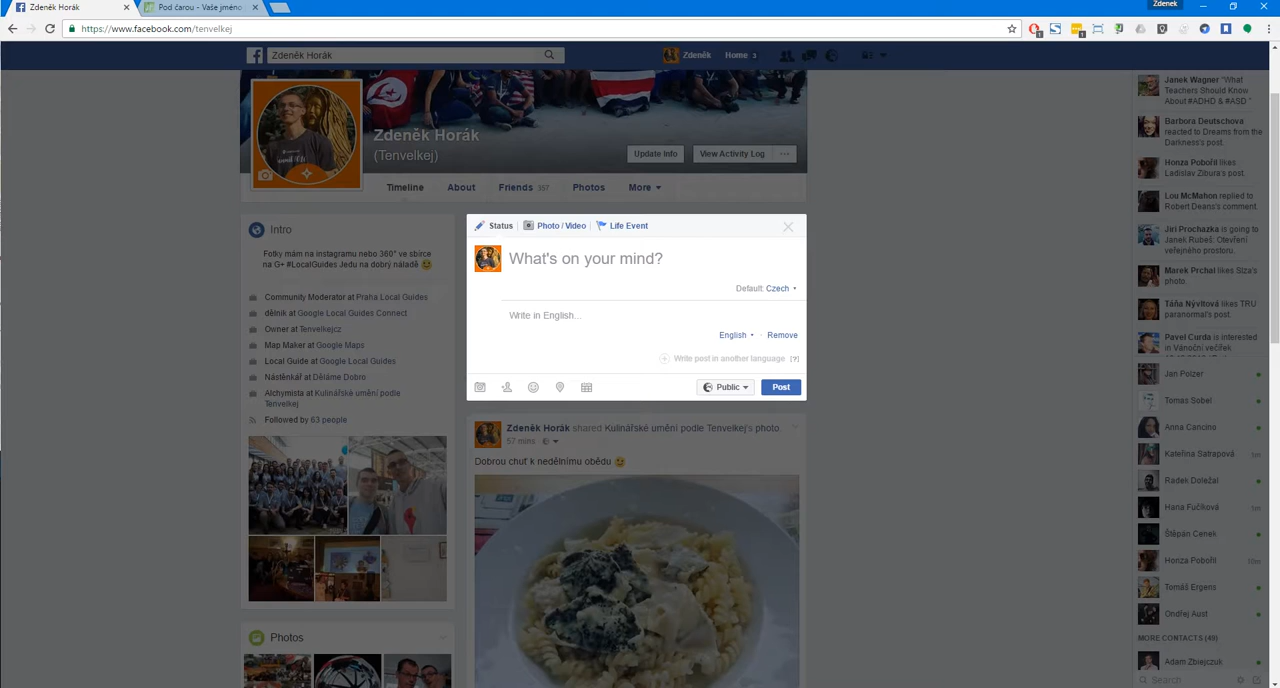 Zdeněk Horák
Pod čarou - Vaše jméno
Zdenek
https://www.facebook.com/tenvelkej
Zdeněk Horák
Zdeněk
Home 3
Zdeněk Horák
(Tenvelkej)
Update Info
View Activity Log
Timeline
About
Friends 357
Photos
More
Intro
Fotky mám na instagramu nebo 360° ve sbírce
na G+ #LocalGuides Jedu na dobrý náladě
Community Moderator at Praha Local Guides
dělnik at Google Local Guides Connect
Owner at Tenvelkejcz
Map Maker at Google Maps
Local Guide at Google Local Guides
Nástěnkář at Děláme Dobro
Alchymista at Kulinářské umění podle
Tenvelkej
Followed by 63 people
Photos
Status
Photo / Video
Life Event
What's on your mind?
Default: Czech
Write in English...
English · Remove
Write post in another language [?]
Public
Post
Zdeněk Horák shared Kulinářské umění podle Tenvelkej's photo.
57 mins
Dobrou chuť k nedělnímu obědu
Janek Wagner "What
Teachers Should
Know About
#ADHD & #ASD "
Barbora Deutschova
reacted to Dreams from the
Darkness's post.
Honza Pobořil likes
Ladislav Zibura's post.
Lou McMahon replied to
Robert Deans's comment.
Jiri Prochazka is going to
Janek Rubeš: Otevření
veřejného prostoru.
Marek Prchal likes Slza's
photo.
Táňa Nývltová likes TRU
paranormal's post.
Pavel Curda is interested
in Vánoční večírek
Jan Polzer
Tomas Sobel
Anna Cancino
Kateřina Satrapová 1m
Radek Doležal
Hana Fučíková
Štěpán Cenek
Honza Pobořil 10m
Tomáš Ergens
Ondřej Aust
MORE CONTACTS (49)
Adam Zbiejczuk
Search